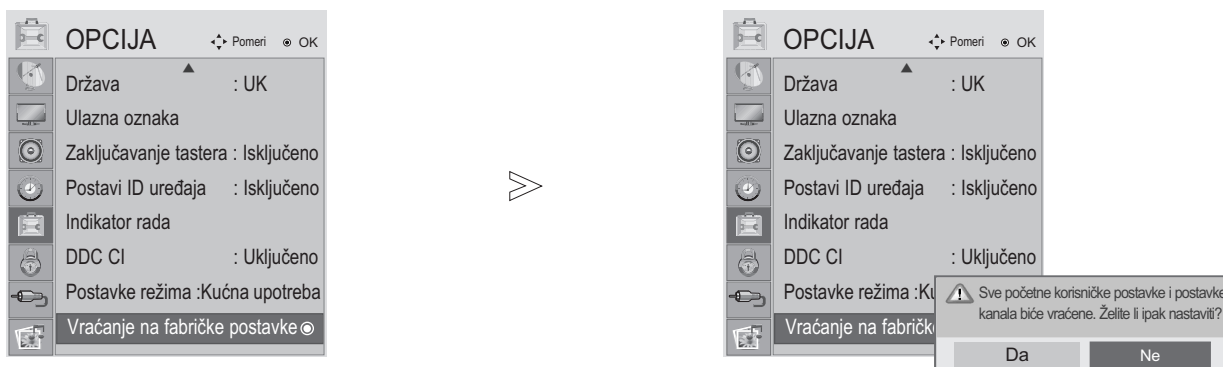 OPCIJA Pomeri OK
Država : UK
Ulazna oznaka
Zaključavanje tastera : Isključeno
Postavi ID uređaja : Isključeno
Indikator rada
DDC CI : Uključeno
Postavke režima :Kućna upotreba
Vraćanje na fabričke postavke
OPCIJA Pomeri OK
Država : UK
Ulazna oznaka
Zaključavanje tastera : Isključeno
Postavi ID uređaja : Isključeno
Indikator rada
DDC CI : Uključeno
Postavke režima :Ku
Vraćanje na fabričk
Sve početne korisničke postavke i postavke
kanala biće vraćene. Želite li ipak nastaviti?
Da Ne